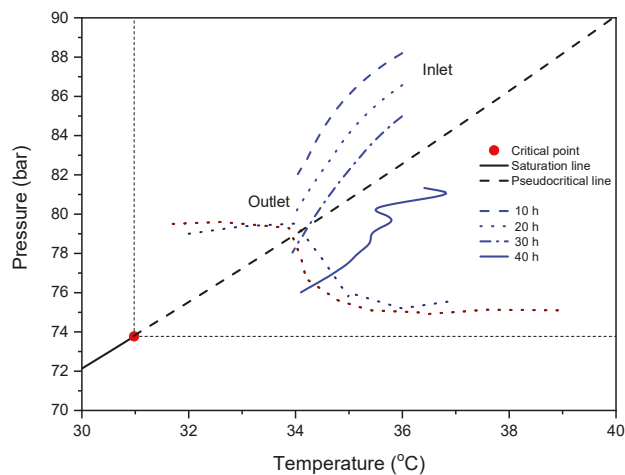 90
88
86
84
82
80
78
76
74
72
70
Pressure (bar)
Inlet
Outlet
Critical point
Saturation line
Pseudocritical line
10 h
20 h
30 h
40 h
30
32
34
36
38
40
Temperature (°C)